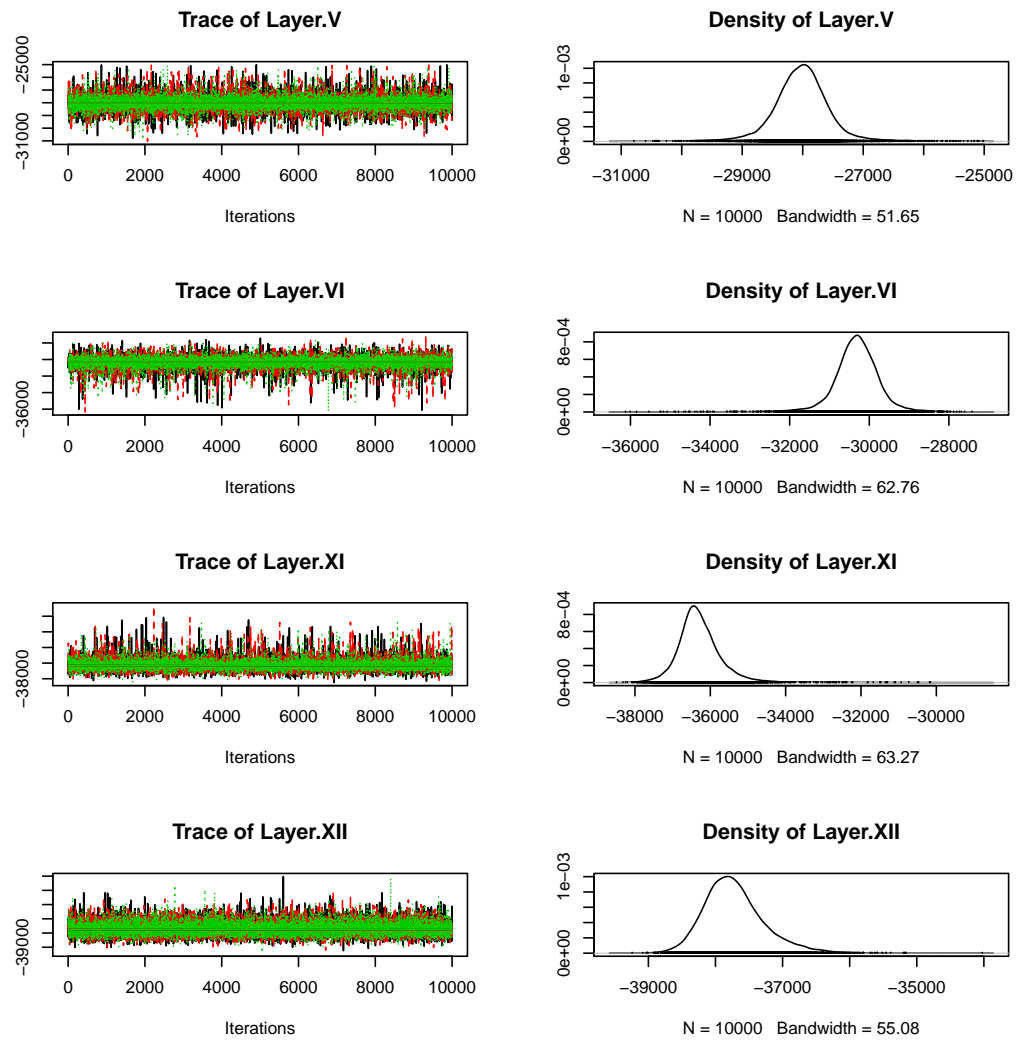 Trace of Layer.V
−31000 −25000
0 2000 4000 6000 8000 10000
Iterations
Density of Layer.V
0e+00 1e−03
−31000 −29000 −27000 −25000
N = 10000 Bandwidth = 51.65
Trace of Layer.VI
−36000
0 2000 4000 6000 8000 10000
Iterations
Density of Layer.VI
0e+00 8e−04
−36000 −34000 −32000 −30000 −28000
N = 10000 Bandwidth = 62.76
Trace of Layer.XI
−38000
0 2000 4000 6000 8000 10000
Iterations
Density of Layer.XI
0e+00 8e−04
−38000 −36000 −34000 −32000 −30000
N = 10000 Bandwidth = 63.27
Trace of Layer.XII
−39000
0 2000 4000 6000 8000 10000
Iterations
Density of Layer.XII
0e+00 1e−03
−39000 −37000 −35000
N = 10000 Bandwidth = 55.08